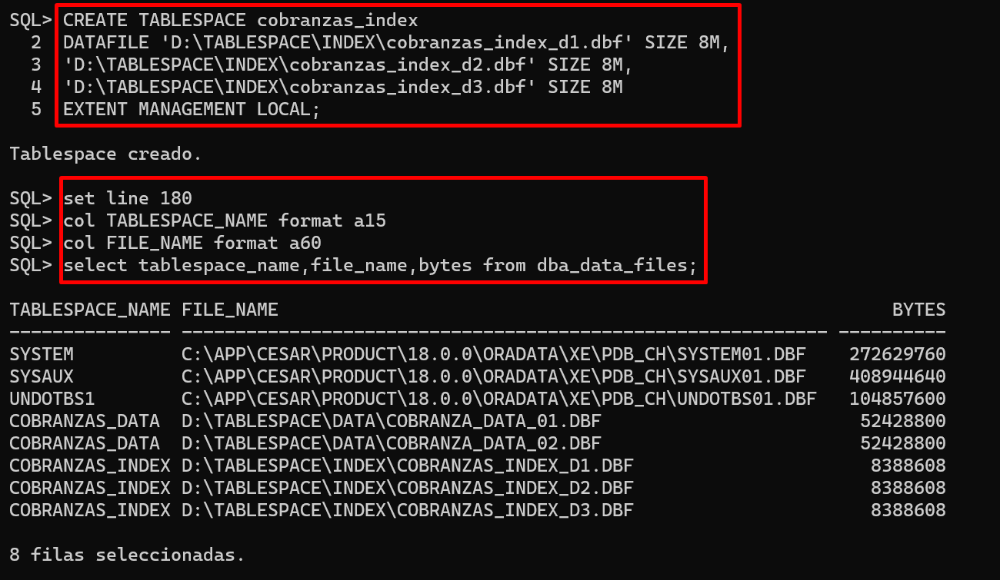 SQL> CREATE TABLESPACE cobranzas_index
  2  DATAFILE 'D:\TABLESPACE\INDEX\cobranzas_index_d1.dbf' SIZE 8M,
  3  'D:\TABLESPACE\INDEX\cobranzas_index_d2.dbf' SIZE 8M,
  4  'D:\TABLESPACE\INDEX\cobranzas_index_d3.dbf' SIZE 8M
  5  EXTENT MANAGEMENT LOCAL;
Tablespace creado.
SQL> set line 180
SQL> col TABLESPACE_NAME format a15
SQL> col FILE_NAME format a60
SQL> select tablespace_name,file_name,bytes from dba_data_files;
TABLESPACE_NAME FILE_NAME                                                         BYTES
--------------- ------------------------------------------------------------ ----------
SYSTEM          C:\APP\CESAR\PRODUCT\18.0.0\ORADATA\XE\PDB_CH\SYSTEM01.DBF    272629760
SYSAUX          C:\APP\CESAR\PRODUCT\18.0.0\ORADATA\XE\PDB_CH\SYSAUX01.DBF    408944640
UNDOTBS1        C:\APP\CESAR\PRODUCT\18.0.0\ORADATA\XE\PDB_CH\UNDOTBS01.DBF   104857600
COBRANZAS_DATA  D:\TABLESPACE\DATA\COBRANZA_DATA_01.DBF                        52428800
COBRANZAS_DATA  D:\TABLESPACE\DATA\COBRANZA_DATA_02.DBF                        52428800
COBRANZAS_INDEX D:\TABLESPACE\INDEX\COBRANZAS_INDEX_D1.DBF                      8388608
COBRANZAS_INDEX D:\TABLESPACE\INDEX\COBRANZAS_INDEX_D2.DBF                      8388608
COBRANZAS_INDEX D:\TABLESPACE\INDEX\COBRANZAS_INDEX_D3.DBF                      8388608
8 filas seleccionadas.